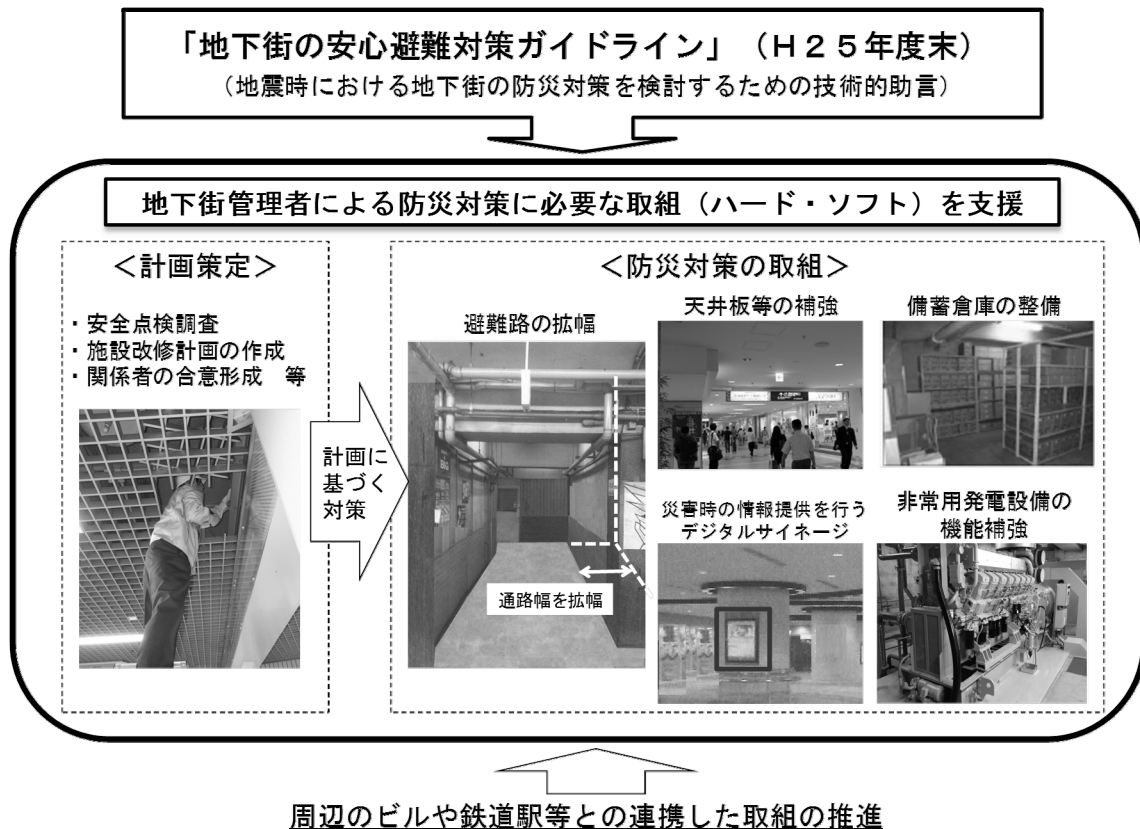 「地下街の安心避難対策ガイドライン」（Ｈ２５年度末）
（地震時における地下街の防災対策を検討するための技術的助言）
地下街管理者による防災対策に必要な取組（ハード・ソフト）を支援
＜計画策定＞
・安全点検調査
・施設改修計画の作成
・関係者の合意形成　等
計画に
基づく
対策
＜防災対策の取組＞
避難路の拡幅
通路幅を拡幅
天井板等の補強
備蓄倉庫の整備
災害時の情報提供を行う
デジタルサイネージ
非常用発電設備の
機能補強
周辺のビルや鉄道駅等との連携した取組の推進